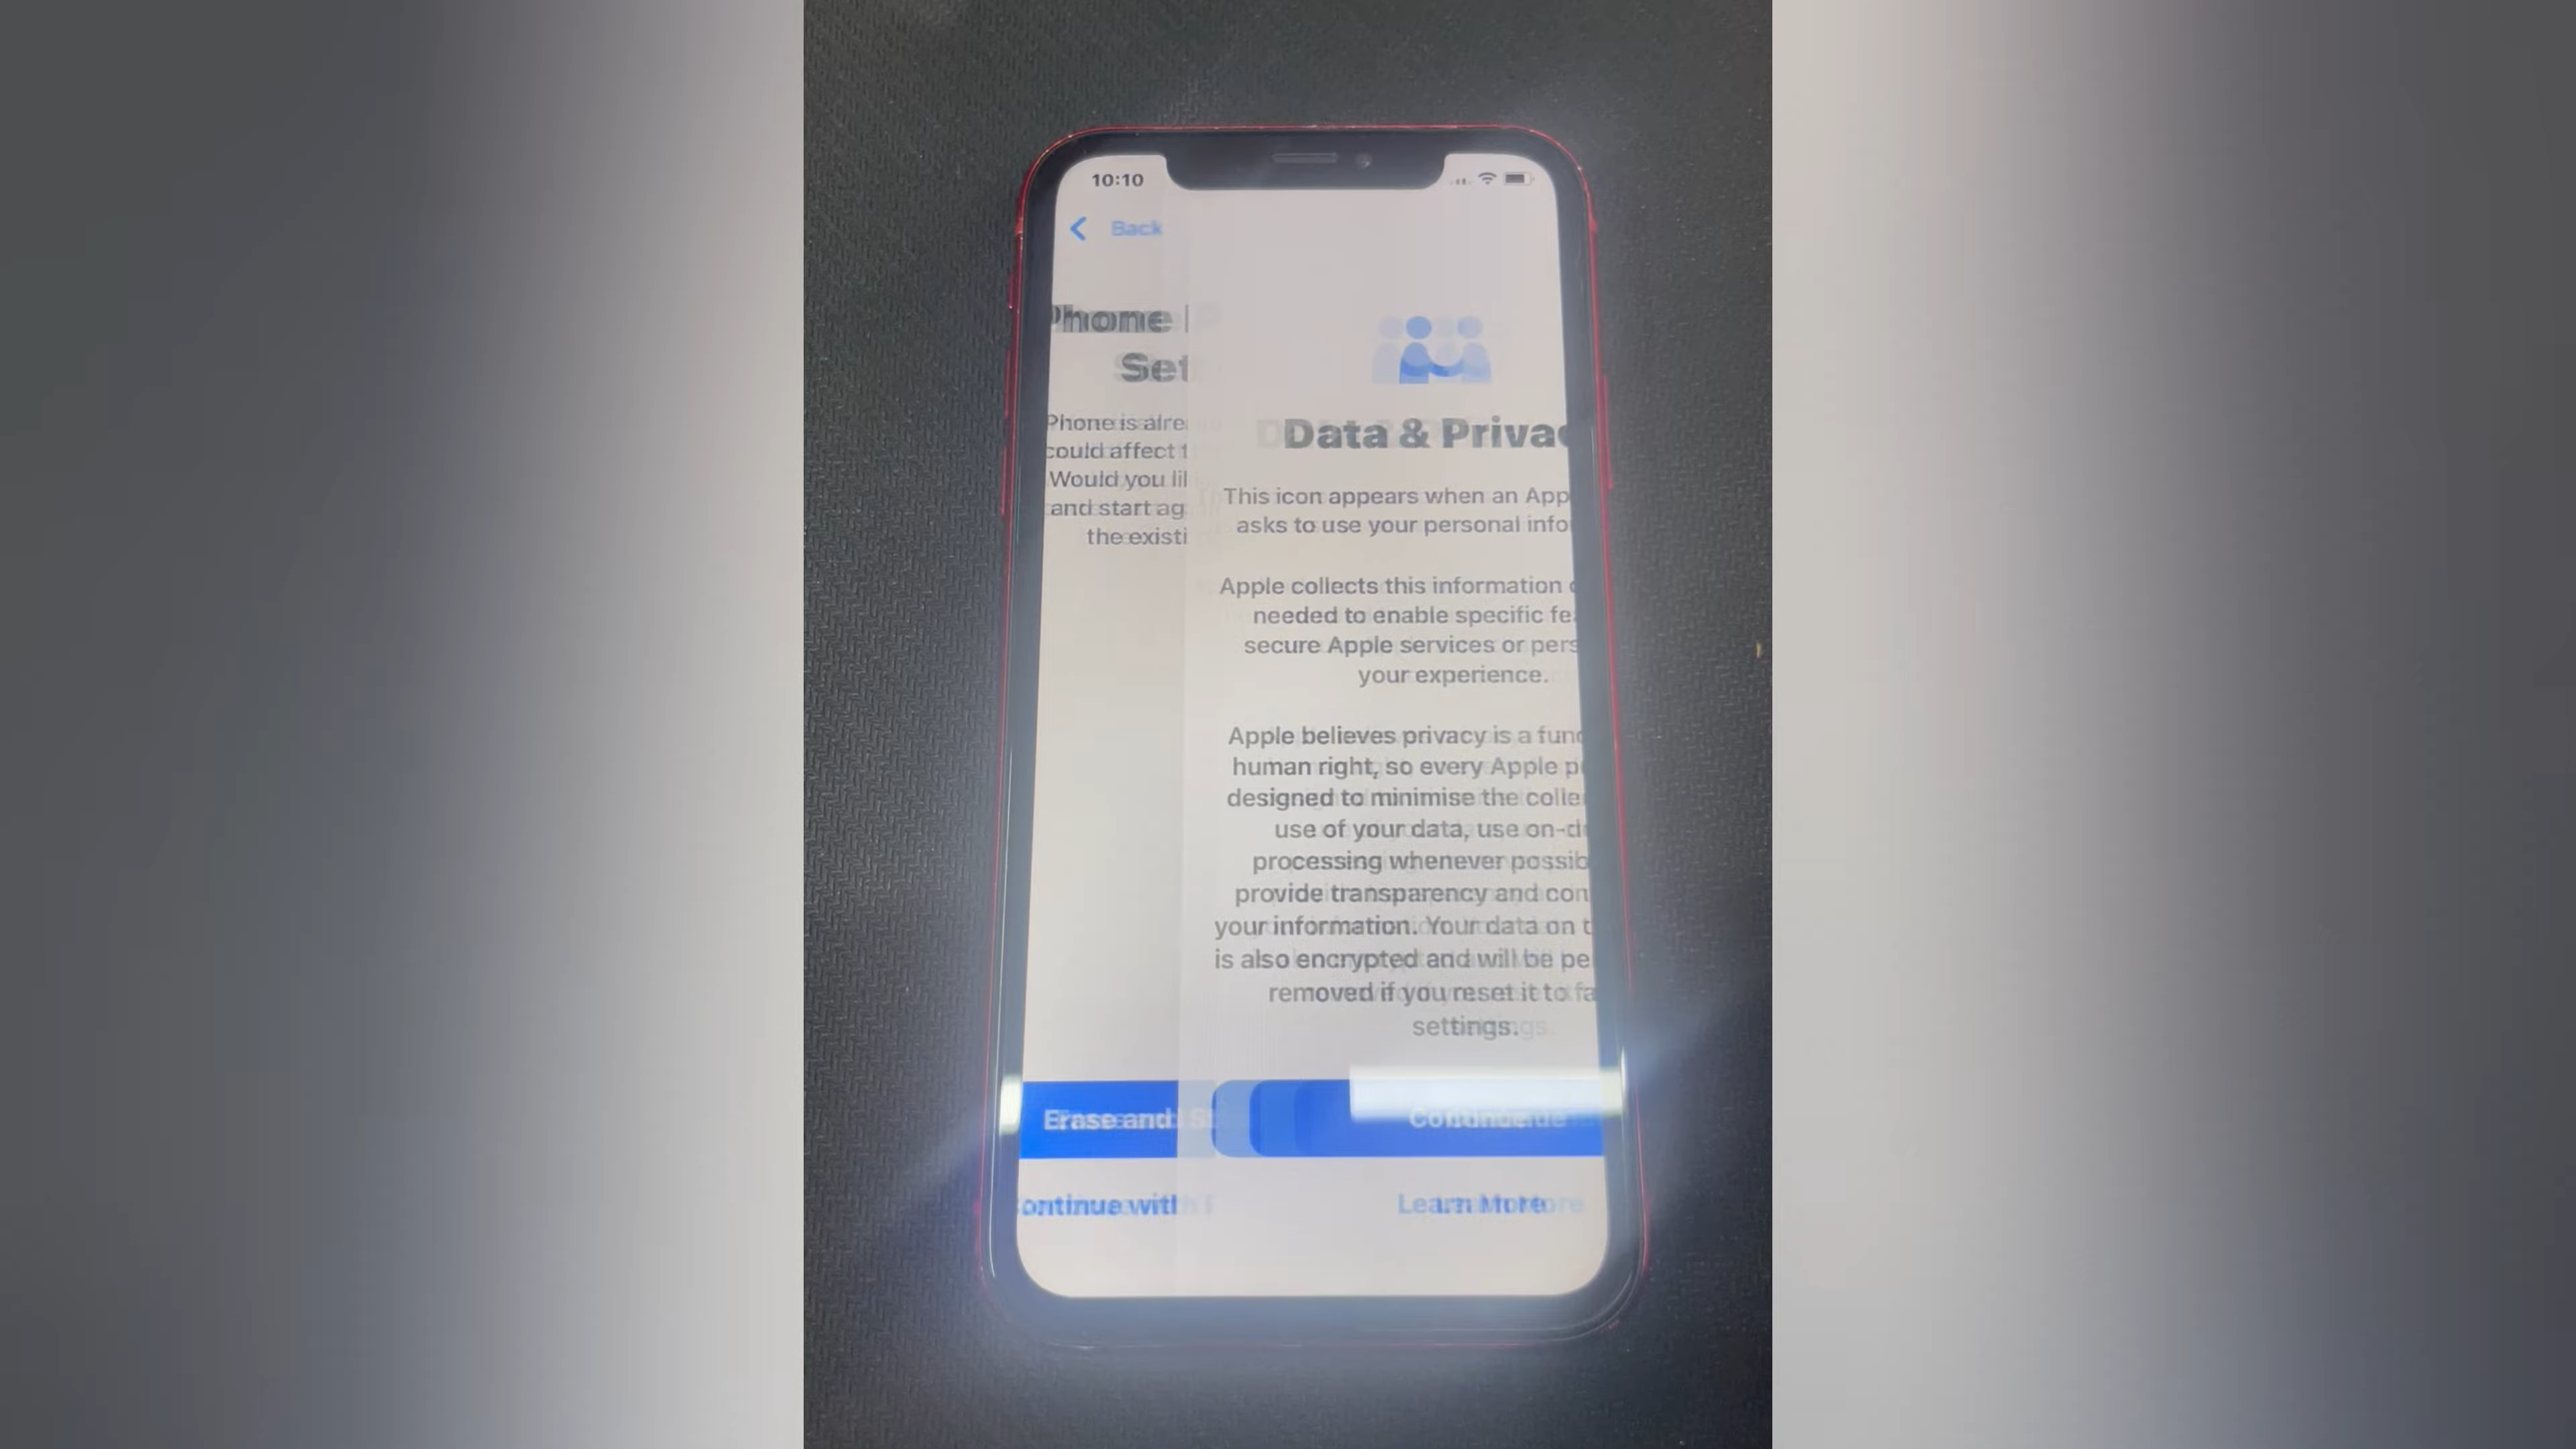 10:10
Back
Phone
Set
Phone is alre
could affect
Would you li
and start ag
the existi
Erase and
Continue with
Data & Privac
This icon appears when an App
asks to use your personal info
Apple collects this information
needed to enable specific fea
secure Apple services or pers
your experience.
Apple believes privacy is a fund
human right, so every Apple p
designed to minimise the colle
use of your data, use on-de
processing whenever possib
provide transparency and con
your information. Your data on t
is also encrypted and will be pe
removed if you reset it to fa
settings.
Continue
Learn More